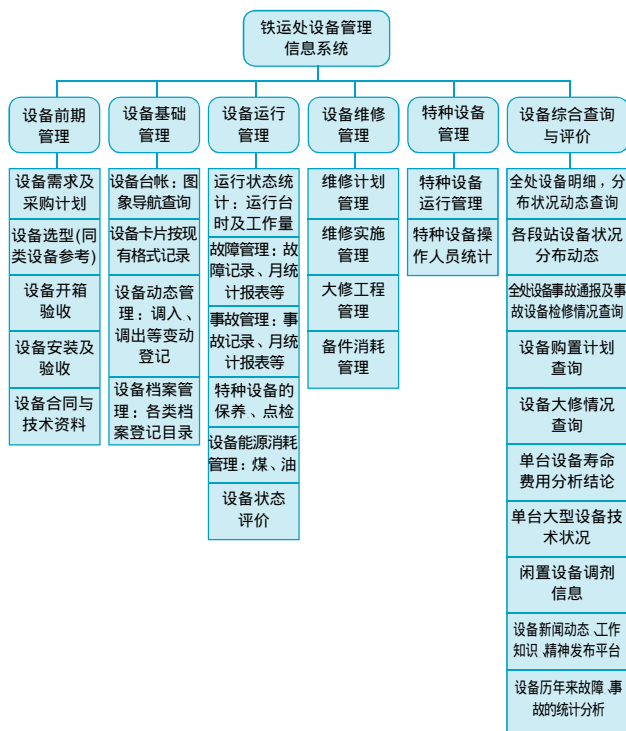 铁运处设备管理
信息系统
设备前期
管理
设备基础
管理
设备运行
管理
设备维修
管理
特种设备
管理
设备综合查询
与评价
设备需求及
采购计划
设备选型(同
类设备参考)
设备开箱
验收
设备安装及
验收
设备合同与
技术资料
设备台帐：图
象导航查询
设备卡片按现
有格式记录
设备动态管
理：调入、
调出等变动
登记
设备档案管
理：各类档
案登记目录
运行状态统
计：运行台
时及工作量
故障管理：故
障记录、月统
计报表等
事故管理：事
故记录、月统
计报表等
特种设备的
保养、点检
设备能源消耗
管理：煤、油
设备状态
评价
维修计划
管理
维修实施
管理
大修工程
管理
备件消耗
管理
特种设备
运行管理
特种设备操
作人员统计
全处设备明细，分
布状况动态查询
各段站设备状况
分布动态
全处设备事故通报及事
故设备检修情况查询
设备购置计划
查询
设备大修情况
查询
单台设备寿命
费用分析结论
单台大型设备技
术状况
闲置设备调剂
信息
设备新闻动态、工作
知识、精神发布平台
设备历年来故障、事
故的统计分析